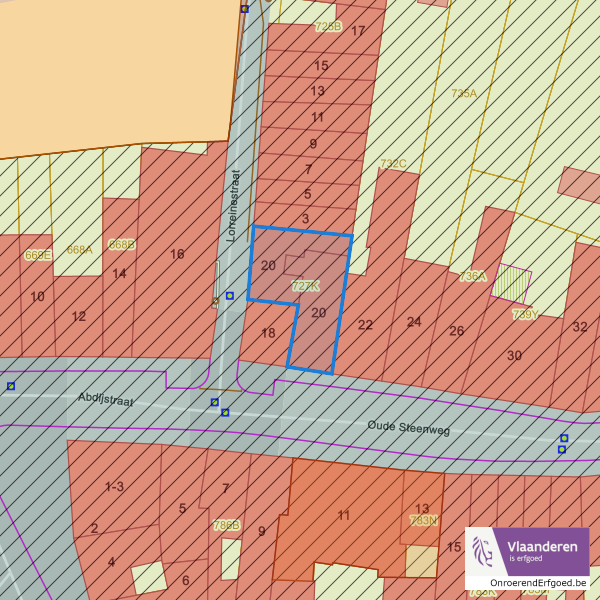 725B
17
15
13
11
9
7
5
3
735A
732C
Lorreinestraat
669E
668A
668B
16
14
10
12
20
727K
20
18
22
24
26
30
32
736A
739Y
Abdijstraat
Oude Steenweg
1-3
2
4
5
6
7
786B
9
11
13
783N
15
Vlaanderen
is erfgoed
OnroerendErfgoed.be